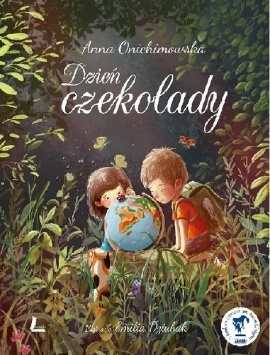 Anna Onichimowska
Dzień
czekolady
Emilia Dziubak